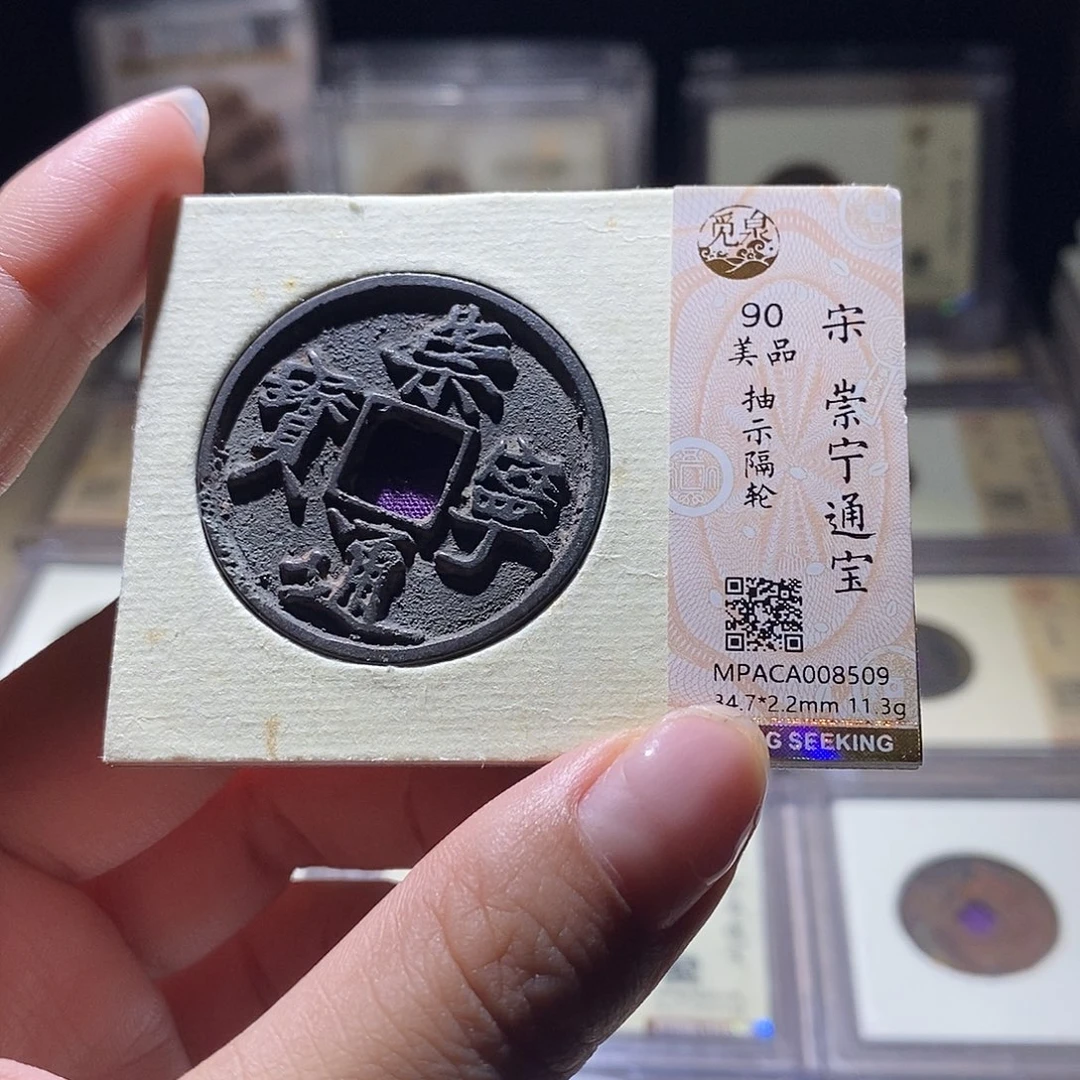 崇寧通寳
觅泉
宋 崇宁通宝
90
美品
抽示隔轮
MPACA008509
34.7*2.2mm 11.3g
SEEKING